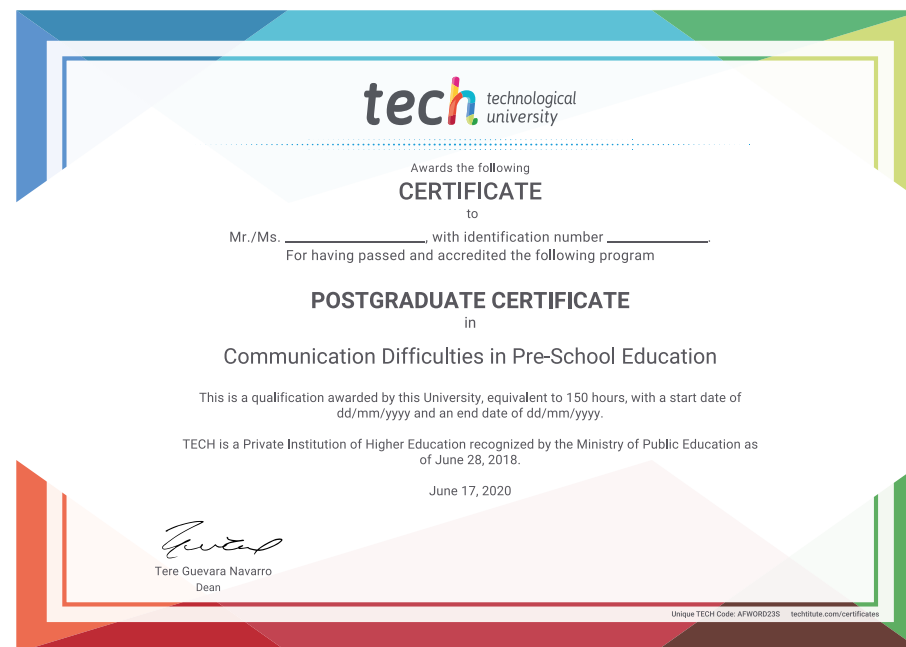 tech technological
university
Awards the following
CERTIFICATE
to
Mr./Ms. ____________________, with identification number ______________.
For having passed and accredited the following program
POSTGRADUATE CERTIFICATE
in
Communication Difficulties in Pre-School Education
This is a qualification awarded by this University, equivalent to 150 hours, with a start date of
dd/mm/yyyy and an end date of dd/mm/yyyy.
TECH is a Private Institution of Higher Education recognized by the Ministry of Public Education as
of June 28, 2018.
June 17, 2020
Tere Guevara Navarro
Dean
Unique TECH Code: AFWORD23S techtitute.com/certificates